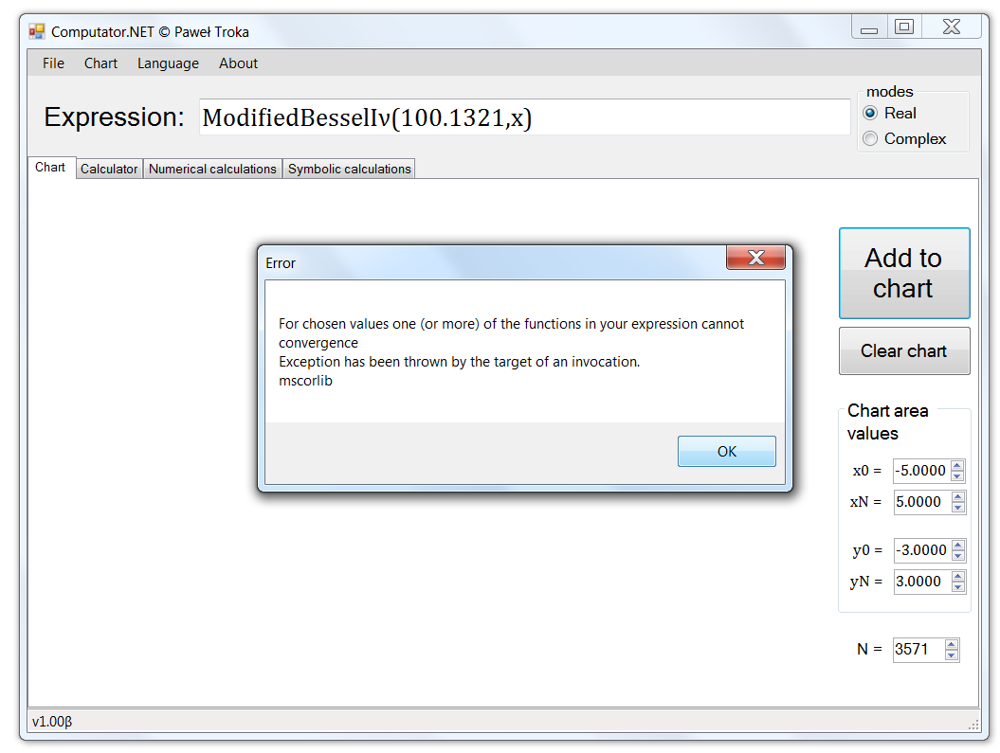 Computator.NET © Paweł Troka
File Chart Language About
Expression: ModifiedBesselIν(100.1321,x)
modes
Real
Complex
Chart Calculator Numerical calculations Symbolic calculations
Error
For chosen values one (or more) of the functions in your expression cannot
convergence
Exception has been thrown by the target of an invocation.
mscorlib
OK
Add to
chart
Clear chart
Chart area
values
x0 = -5.0000
xN = 5.0000
y0 = -3.0000
yN = 3.0000
N = 3571
v1.00β